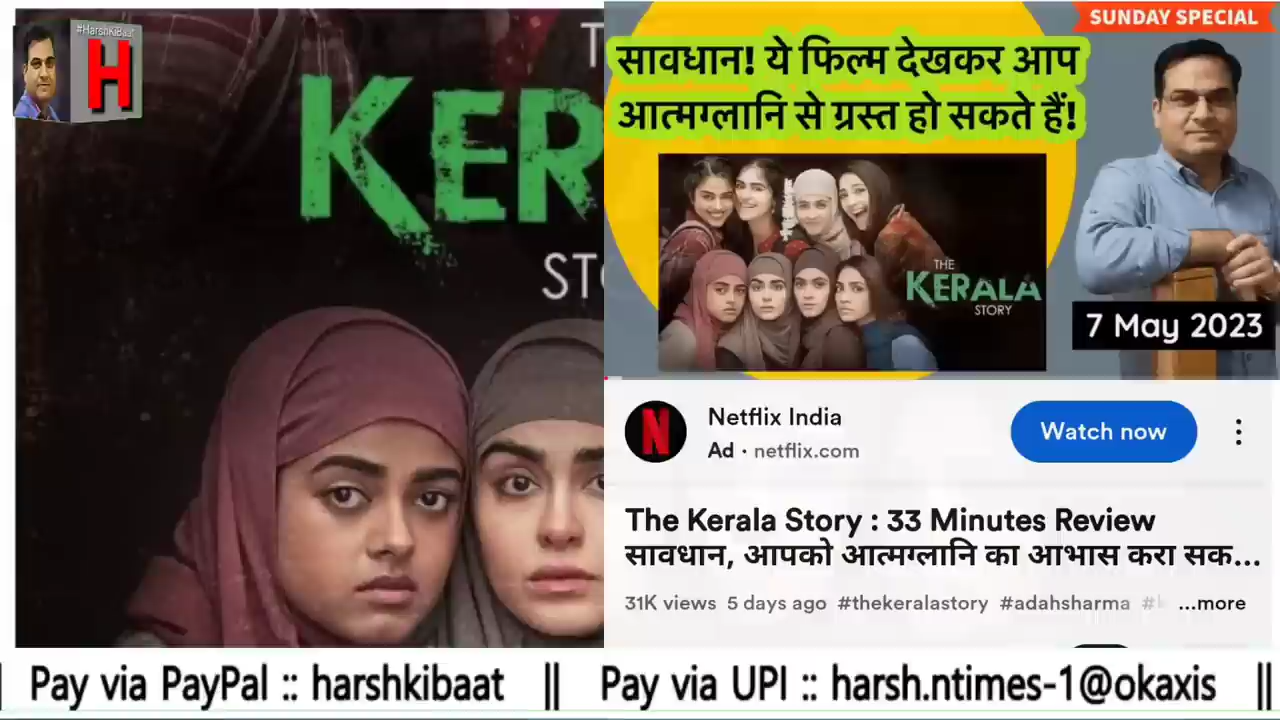 #HarshKiBaat
H
KER
SUNDAY SPECIAL
सावधान! ये फिल्म देखकर आप
आत्मग्लानि से ग्रस्त हो सकते हैं!
THE
KERALA
STORY
7 May 2023
N
Netflix India
Ad · netflix.com
Watch now
The Kerala Story : 33 Minutes Review
सावधान, आपको आत्मग्लानि का आभास करा सक...
31K views 5 days ago #thekeralastory #adahsharma ...more
Pay via PayPal :: harshkibaat || Pay via UPI :: harsh.ntimes-1@okaxis ||